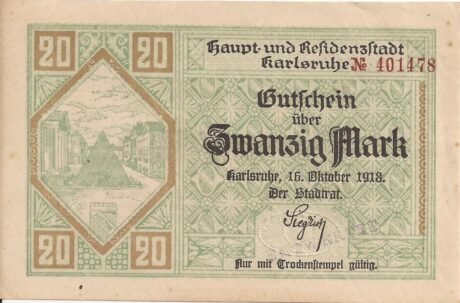 20 20
Haupt- und Residenzstadt
Karlsruhe № 401478
Gutschein
über
Zwanzig Mark
Karlsruhe, 16. Oktober 1918.
Der Stadtrat.
Siegrist
Nur mit Trockenstempel gültig.
20 20